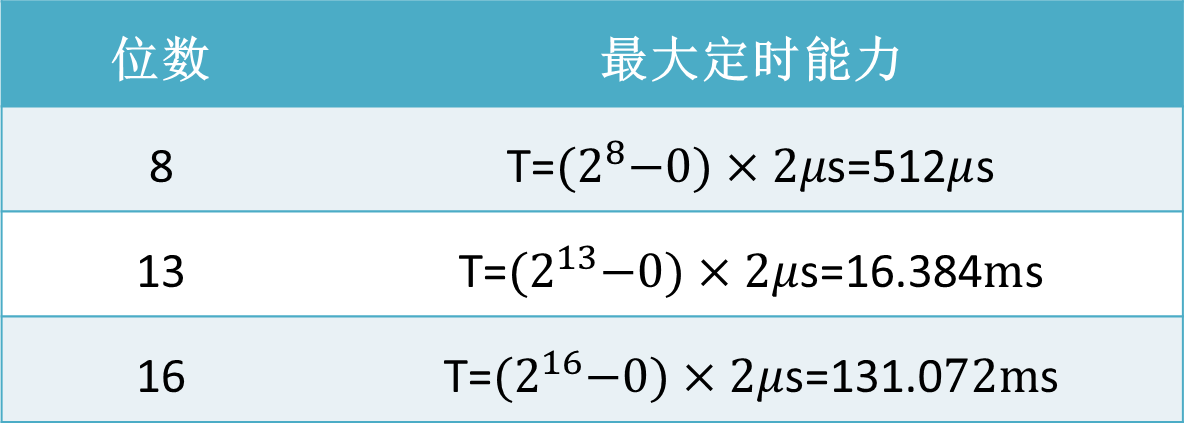 位数 最大定时能力
8 T=(2⁸−0) × 2μs=512μs
13 T=(2¹³−0) × 2μs=16.384ms
16 T=(2¹⁶−0) × 2μs=131.072ms